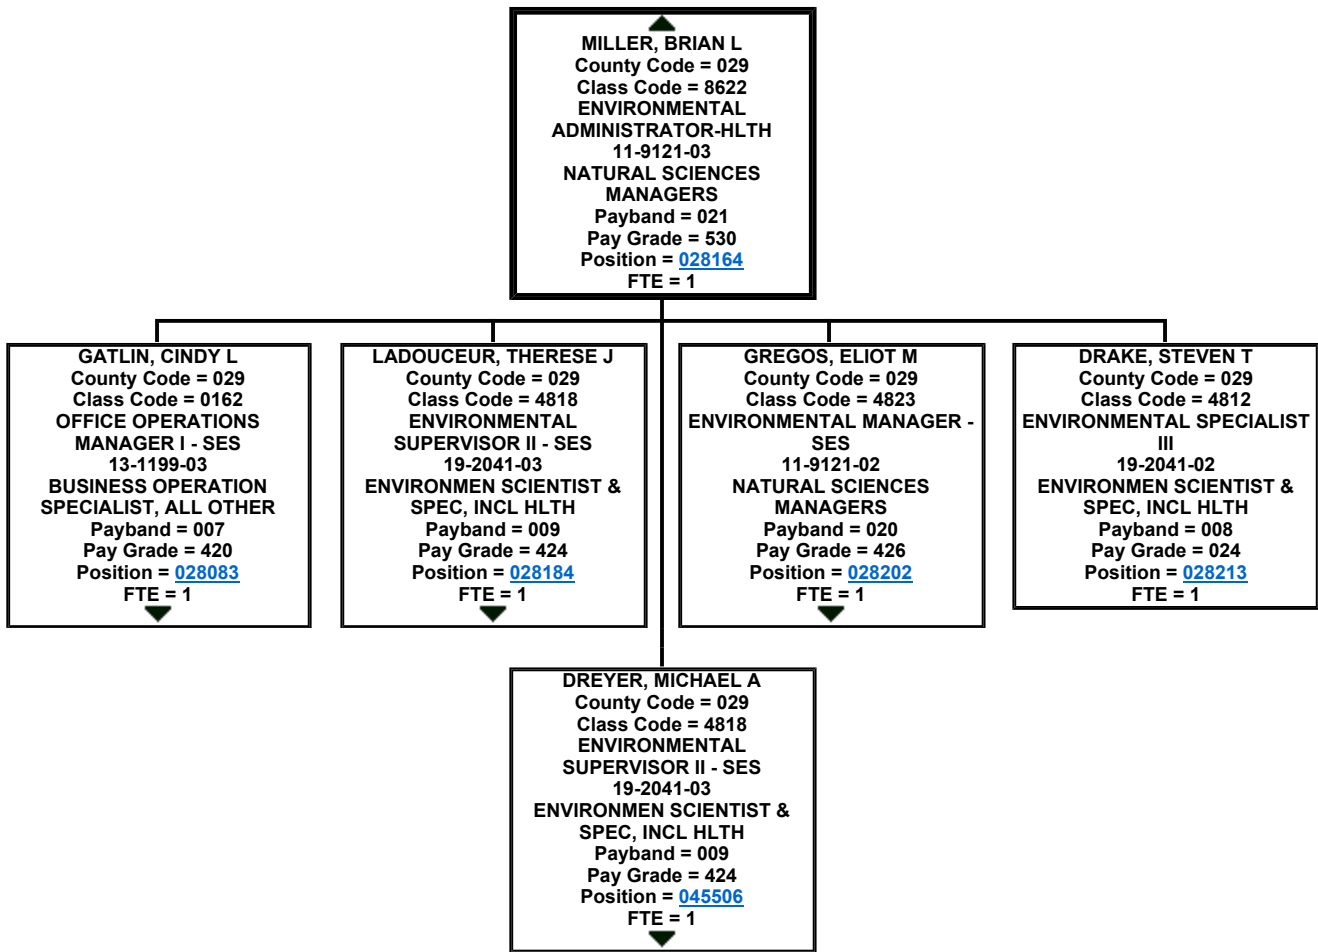 MILLER, BRIAN L
County Code = 029
Class Code = 8622
ENVIRONMENTAL
ADMINISTRATOR-HLTH
11-9121-03
NATURAL SCIENCES
MANAGERS
Payband = 021
Pay Grade = 530
Position = 028164
FTE = 1
GATLIN, CINDY L
County Code = 029
Class Code = 0162
OFFICE OPERATIONS
MANAGER I - SES
13-1199-03
BUSINESS OPERATION
SPECIALIST, ALL OTHER
Payband = 007
Pay Grade = 420
Position = 028083
FTE = 1
LADOUCEUR, THERESE J
County Code = 029
Class Code = 4818
ENVIRONMENTAL
SUPERVISOR II - SES
19-2041-03
ENVIRONMEN SCIENTIST &
SPEC, INCL HLTH
Payband = 009
Pay Grade = 424
Position = 028184
FTE = 1
GREGOS, ELIOT M
County Code = 029
Class Code = 4823
ENVIRONMENTAL MANAGER -
SES
11-9121-02
NATURAL SCIENCES
MANAGERS
Payband = 020
Pay Grade = 426
Position = 028202
FTE = 1
DRAKE, STEVEN T
County Code = 029
Class Code = 4812
ENVIRONMENTAL SPECIALIST
III
19-2041-02
ENVIRONMEN SCIENTIST &
SPEC, INCL HLTH
Payband = 008
Pay Grade = 024
Position = 028213
FTE = 1
DREYER, MICHAEL A
County Code = 029
Class Code = 4818
ENVIRONMENTAL
SUPERVISOR II - SES
19-2041-03
ENVIRONMEN SCIENTIST &
SPEC, INCL HLTH
Payband = 009
Pay Grade = 424
Position = 045506
FTE = 1